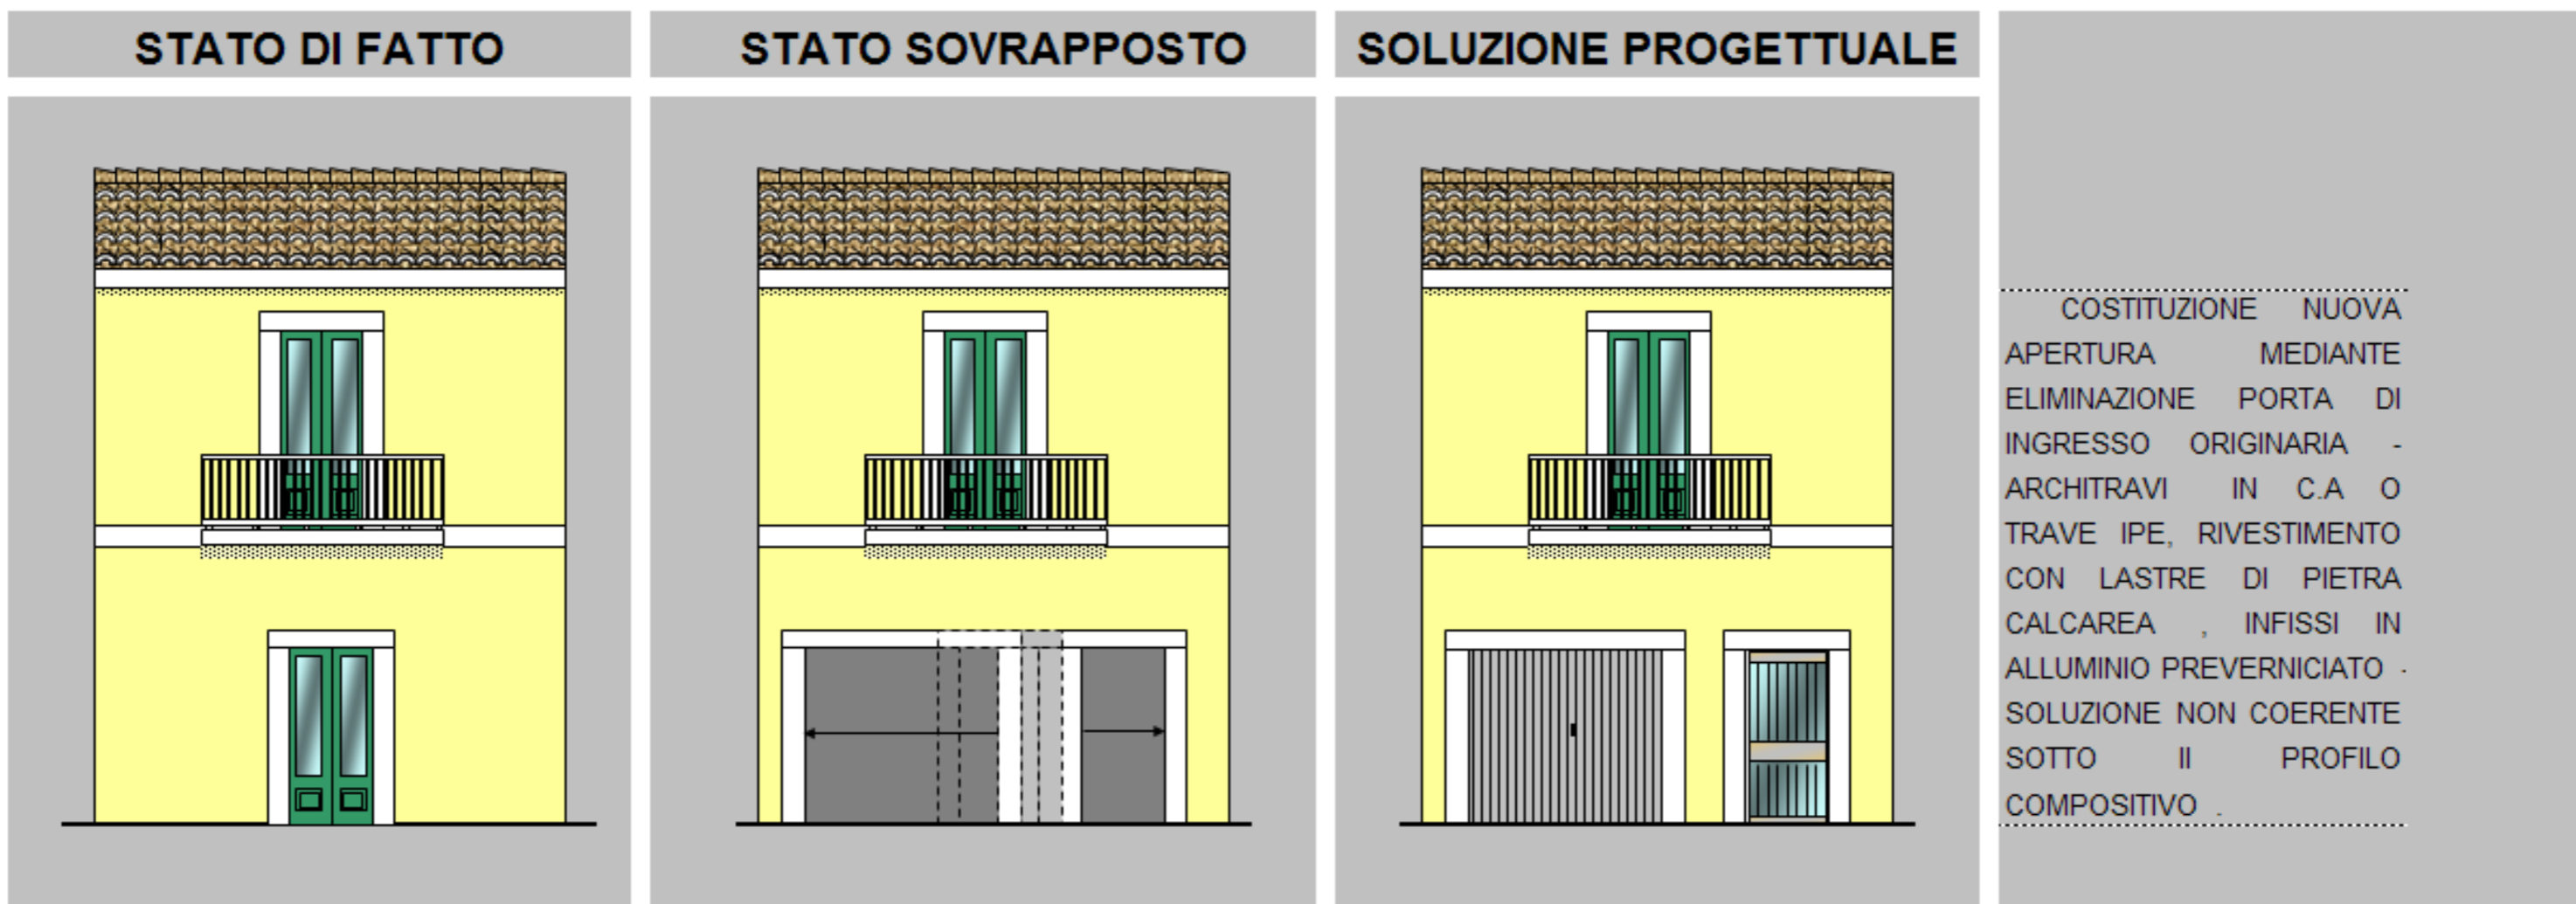 STATO DI FATTO
STATO SOVRAPPOSTO
SOLUZIONE PROGETTUALE
COSTITUZIONE NUOVA
APERTURA MEDIANTE
ELIMINAZIONE PORTA DI
INGRESSO ORIGINARIA -
ARCHITRAVI IN C.A O
TRAVE IPE, RIVESTIMENTO
CON LASTRE DI PIETRA
CALCAREA , INFISSI IN
ALLUMINIO PREVERNICIATO -
SOLUZIONE NON COERENTE
SOTTO Il PROFILO
COMPOSITIVO .